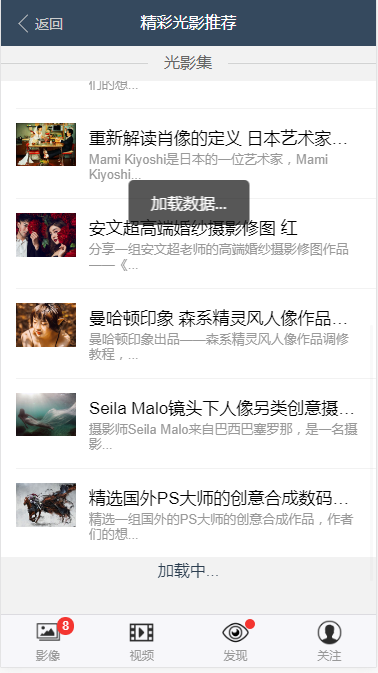 返回
精彩光影推荐
光影集
们的想...
重新解读肖像的定义 日本艺术家...
Mami Kiyoshi是日本的一位艺术家，Mami
Kiyoshi...
加载数据...
安文超高端婚纱摄影修图 红
分享一组安文超老师的高端婚纱摄影修图作品
——《...
曼哈顿印象 森系精灵风人像作品...
曼哈顿印象出品——森系精灵风人像作品调修
教程，...
Seila Malo镜头下人像另类创意摄...
摄影师Seila Malo来自巴西巴塞罗那，是一名摄
影...
精选国外PS大师的创意合成数码...
精选一组国外的PS大师的创意合成作品，作者
们的想...
加载中...
8
影像
视频
发现
关注